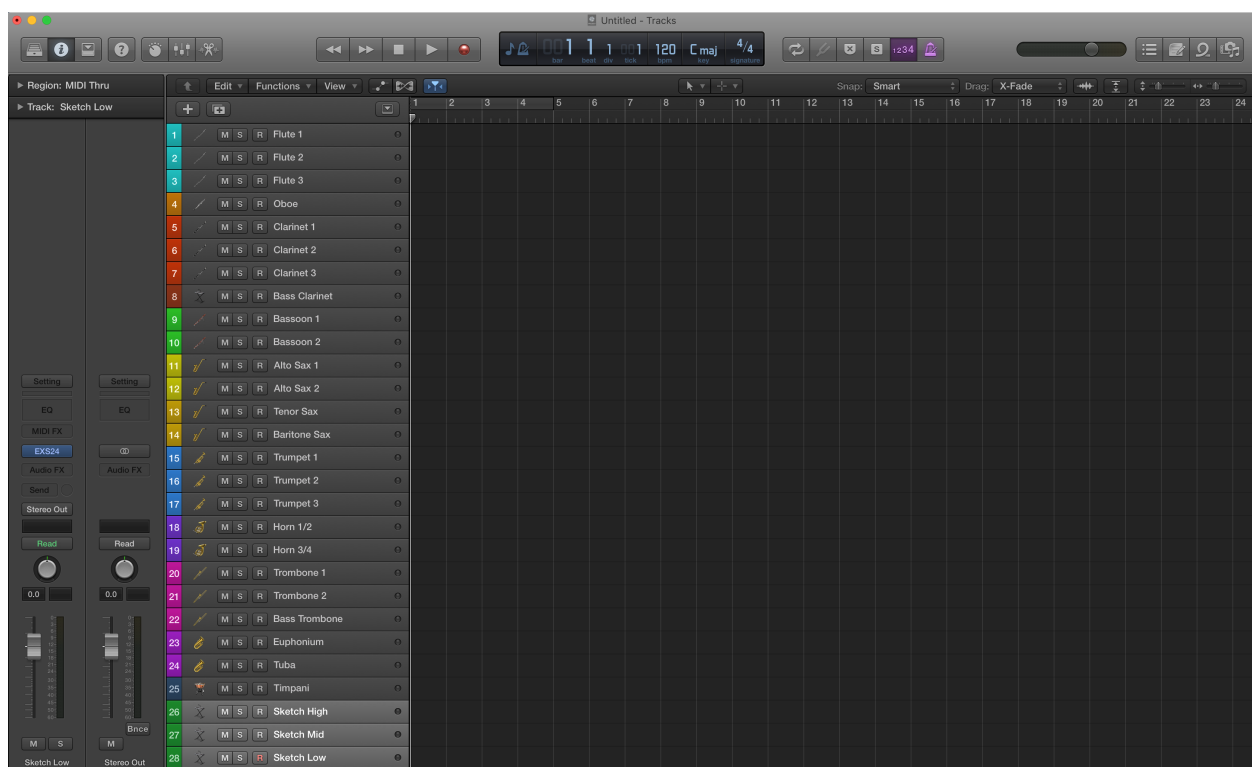 Untitled - Tracks
001 1 1 001 120 C maj 4/4
bar beat div tick bpm key signature
1234
Region: MIDI Thru
Edit Functions View Snap: Smart Drag: X-Fade
Track: Sketch Low
1 2 3 4 5 6 7 8 9 10 11 12 13 14 15 16 17 18 19 20 21 22 23 24
1 M S R Flute 1
2 M S R Flute 2
3 M S R Flute 3
4 M S R Oboe
5 M S R Clarinet 1
6 M S R Clarinet 2
7 M S R Clarinet 3
8 M S R Bass Clarinet
9 M S R Bassoon 1
10 M S R Bassoon 2
11 M S R Alto Sax 1
12 M S R Alto Sax 2
13 M S R Tenor Sax
14 M S R Baritone Sax
15 M S R Trumpet 1
16 M S R Trumpet 2
17 M S R Trumpet 3
18 M S R Horn 1/2
19 M S R Horn 3/4
20 M S R Trombone 1
21 M S R Trombone 2
22 M S R Bass Trombone
23 M S R Euphonium
24 M S R Tuba
25 M S R Timpani
26 M S R Sketch High
27 M S R Sketch Mid
28 M S R Sketch Low
Setting Setting
EQ EQ
MIDI FX
EXS24
Audio FX Audio FX
Send
Stereo Out
Read Read
0.0 0.0
Bnce
M S M
Sketch Low Stereo Out